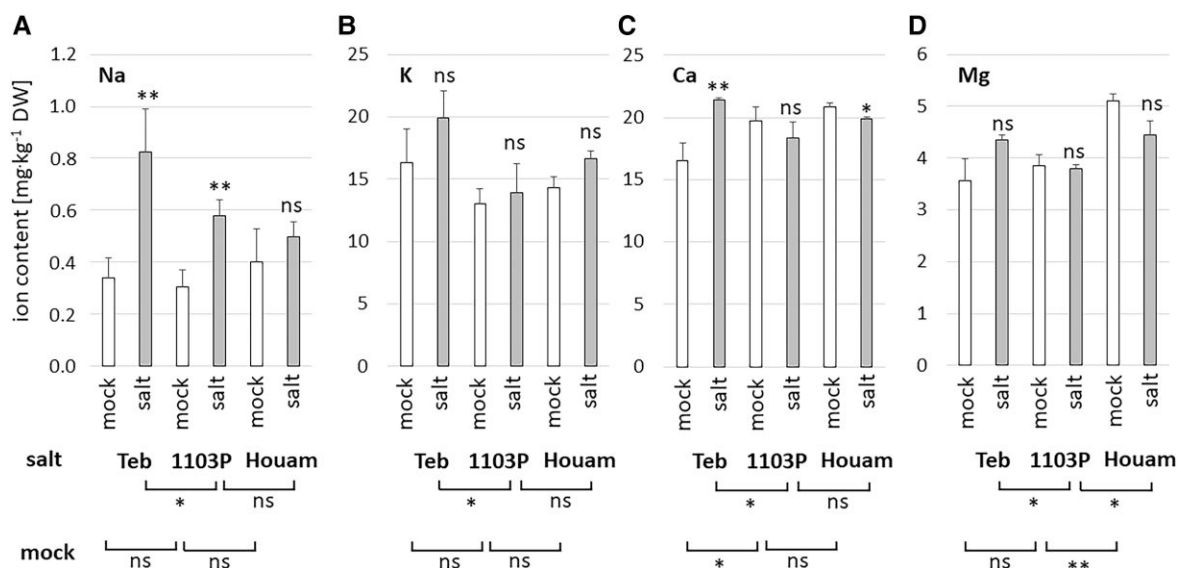 A B C D
ion content [mg·kg⁻¹ DW]
1.2
1.0
0.8
0.6
0.4
0.2
0.0
Na
** ** ns
mock salt mock salt mock salt
25
20
15
10
5
0
K
ns ns ns
mock salt mock salt mock salt
25
20
15
10
5
0
Ca
** ns *
mock salt mock salt mock salt
6
5
4
3
2
1
0
Mg
ns ns ns
mock salt mock salt mock salt
salt
Teb 1103P Houam Teb 1103P Houam Teb 1103P Houam Teb 1103P Houam
* ns * ns * ns * *
mock
ns ns ns ns * ns ns **